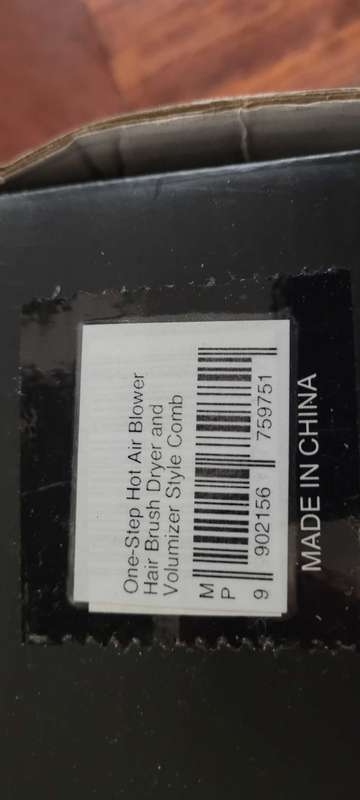 One-Step Hot Air Blower
Hair Brush Dryer and
Volumizer Style Comb
M
P
9 902156 759751
MADE IN CHINA